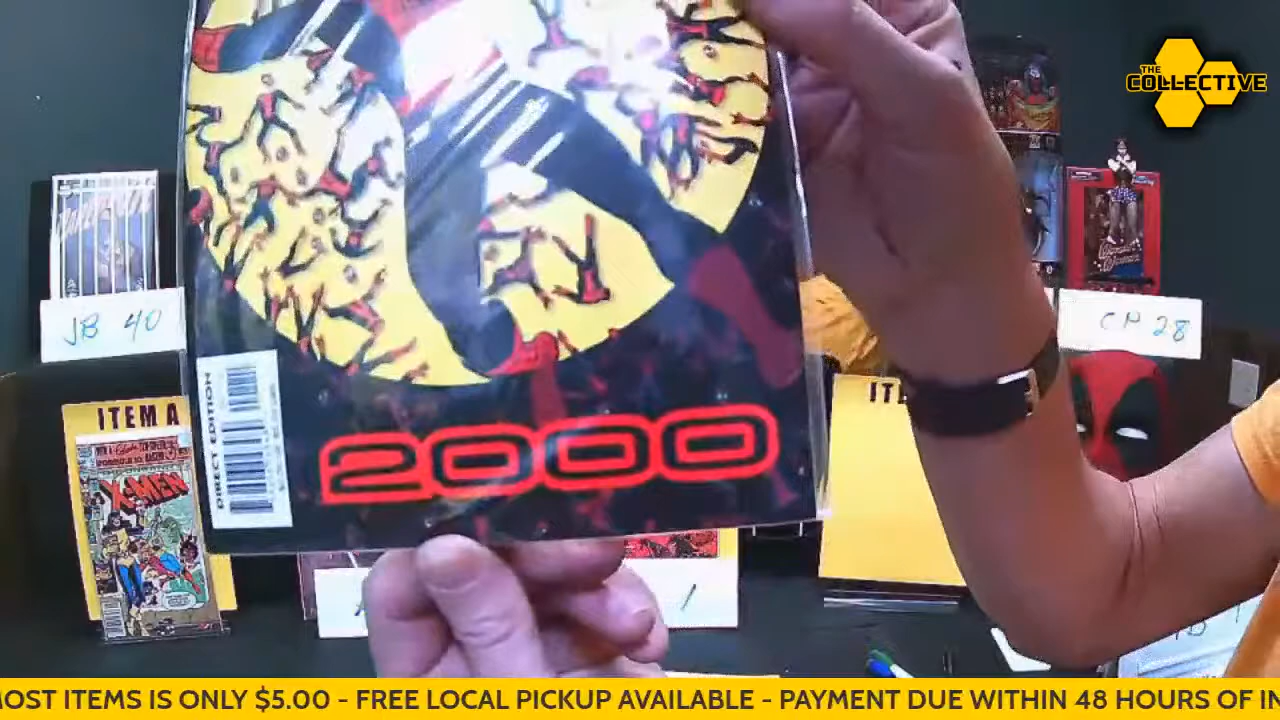 THE
COLLECTIVE
JB 40
CP 28
ITEM A
X-MEN
DIRECT EDITION
2000
MOST ITEMS IS ONLY $5.00 - FREE LOCAL PICKUP AVAILABLE - PAYMENT DUE WITHIN 48 HOURS OF IN